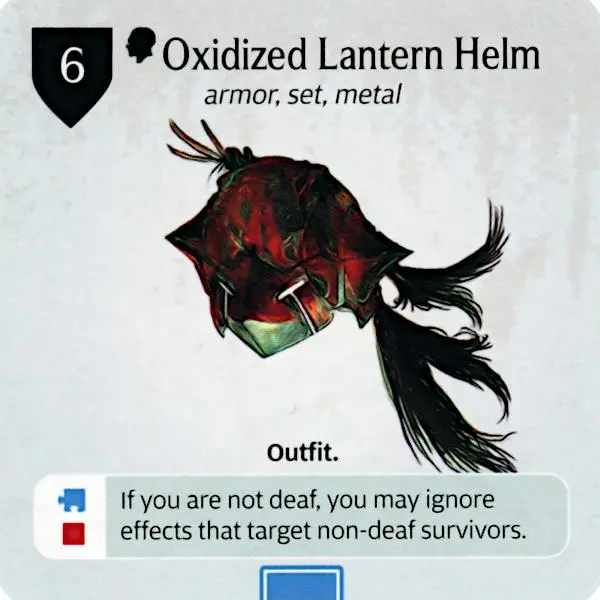 6
Oxidized Lantern Helm
armor, set, metal
Outfit.
If you are not deaf, you may ignore
effects that target non-deaf survivors.